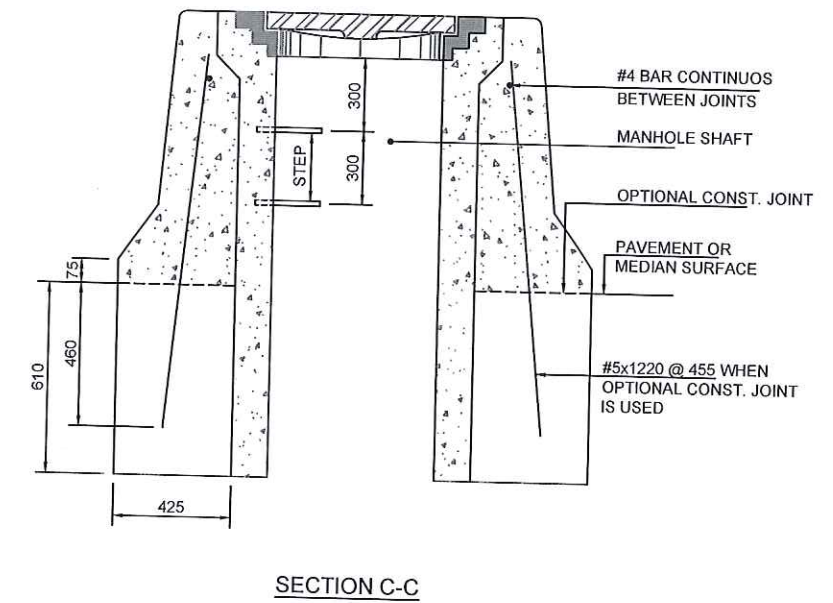 #4 BAR CONTINUOS
BETWEEN JOINTS
300
MANHOLE SHAFT
STEP
300
OPTIONAL CONST. JOINT
PAVEMENT OR
MEDIAN SURFACE
75
610
460
#5x1220 @ 455 WHEN
OPTIONAL CONST. JOINT
IS USED
425
SECTION C-C